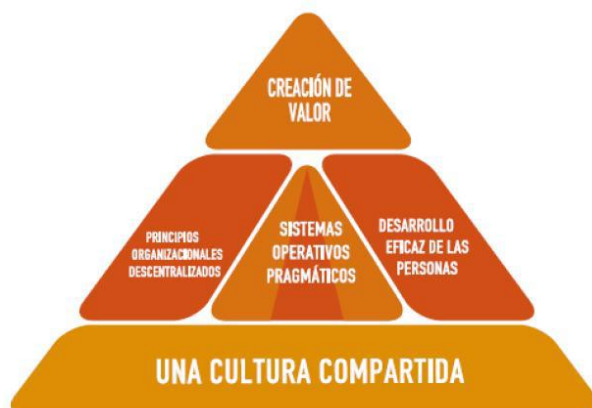 CREACIÓN DE
VALOR
PRINCIPIOS
ORGANIZACIONALES
DESCENTRALIZADOS
SISTEMAS
OPERATIVOS
PRAGMÁTICOS
DESARROLLO
EFICAZ DE LAS
PERSONAS
UNA CULTURA COMPARTIDA